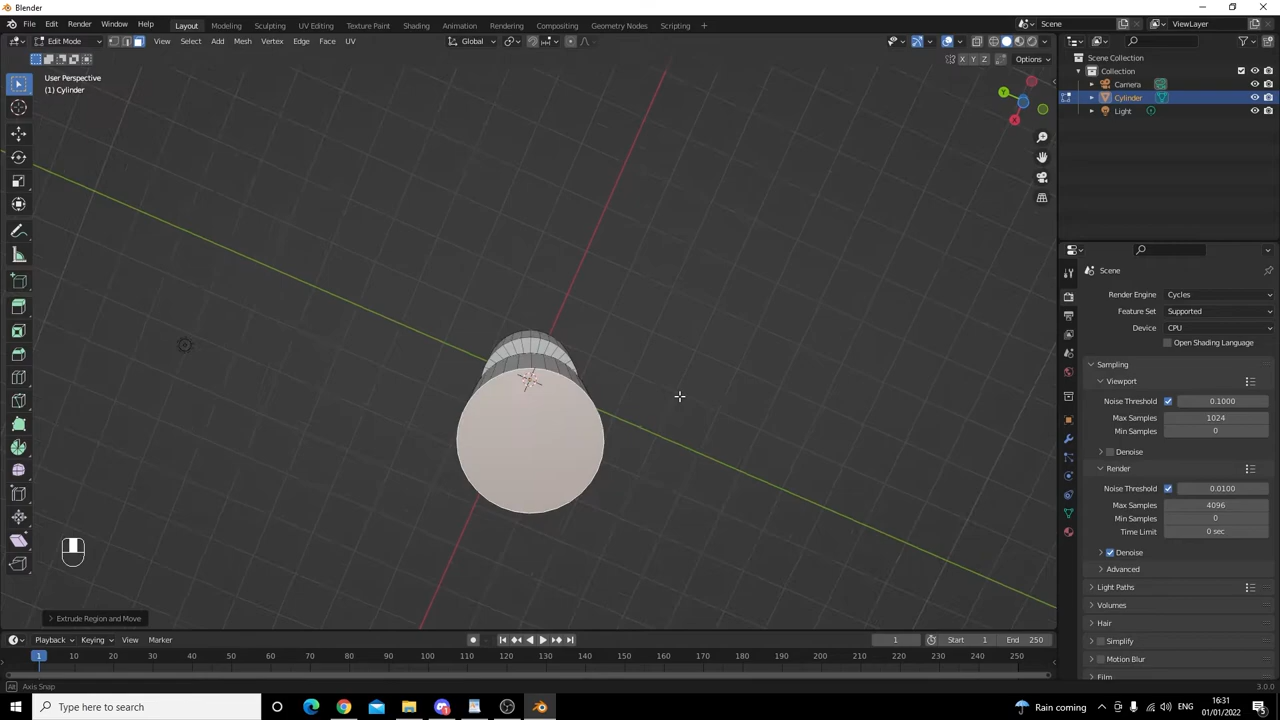 Blender
File Edit Render Window Help
Layout Modeling Sculpting UV Editing Texture Paint Shading Animation Rendering Compositing Geometry Nodes Scripting +
Scene
ViewLayer
Edit Mode
View Select Add Mesh Vertex Edge Face UV
Global
X Y Z
Options
User Perspective
(1) Cylinder
Y
X
Scene Collection
Collection
Camera
Cylinder
Light
Scene
Render Engine Cycles
Feature Set Supported
Device CPU
Open Shading Language
Sampling
Viewport
Noise Threshold 0.1000
Max Samples 1024
Min Samples 0
Denoise
Render
Noise Threshold 0.0100
Max Samples 4096
Min Samples 0
Time Limit 0 sec
Denoise
Advanced
Light Paths
Volumes
Hair
Simplify
Motion Blur
Film
Extrude Region and Move
Playback Keying View Marker
1
Start 1
End 250
1 10 20 30 40 50 60 70 80 90 100 110 120 130 140 150 160 170 180 190 200 210 220 230 240 250
Alt Axis Snap
3.0.0
Type here to search
Rain coming
ENG
16:31
01/01/2022